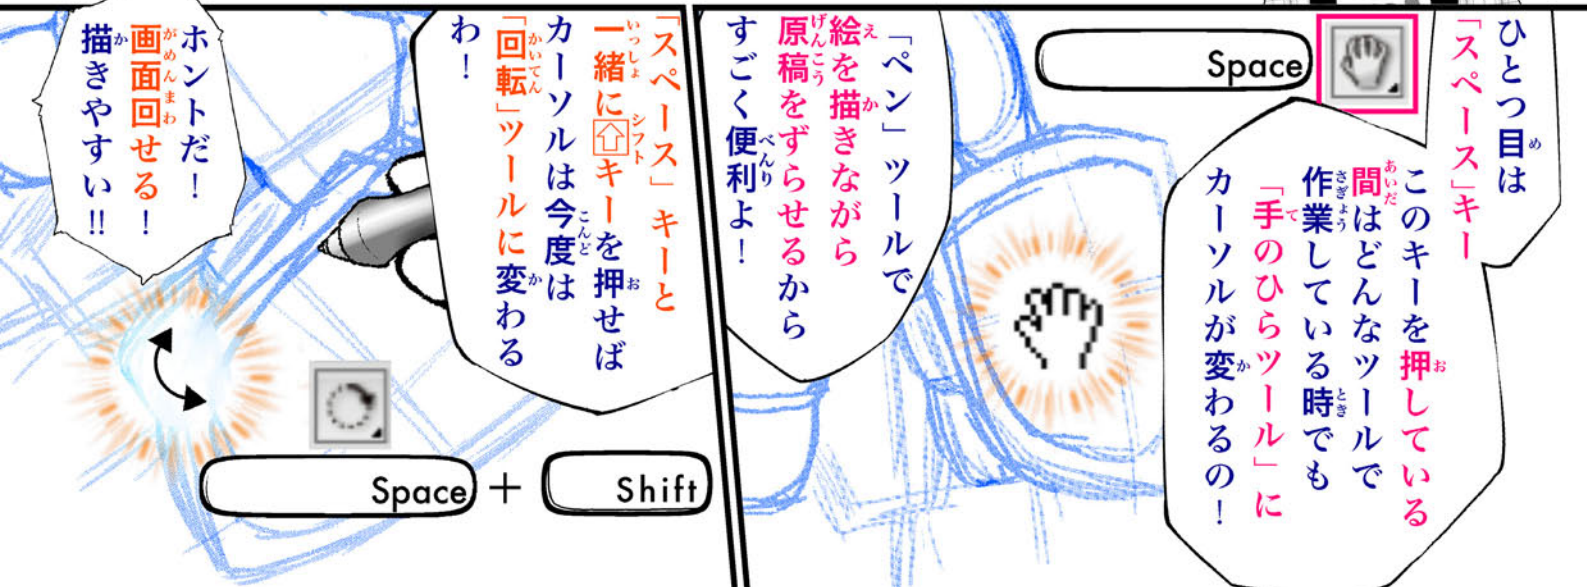 ひとつ目は
「スペース」キー
Space
このキーを押している
間はどんなツールで
作業している時でも
「手のひらツール」に
カーソルが変わるの！
「ペン」ツールで
絵を描きながら
原稿をずらせるから
すごく便利よ！
「スペース」キーと
一緒に⇧キーを押せば
カーソルは今度は
「回転」ツールに変わる
わ！
Space + Shift
ホントだ！
画面回せる！
描きやすい!!